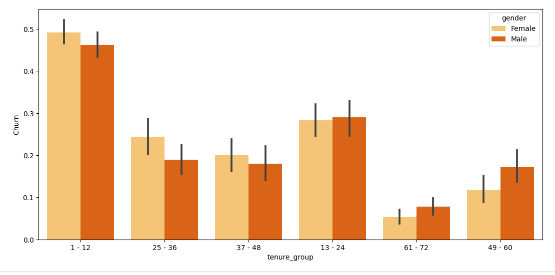 gender
Female
Male
0.5
0.4
0.3
0.2
0.1
0.0
Churn
1 - 12
25 - 36
37 - 48
13 - 24
61 - 72
49 - 60
tenure_group